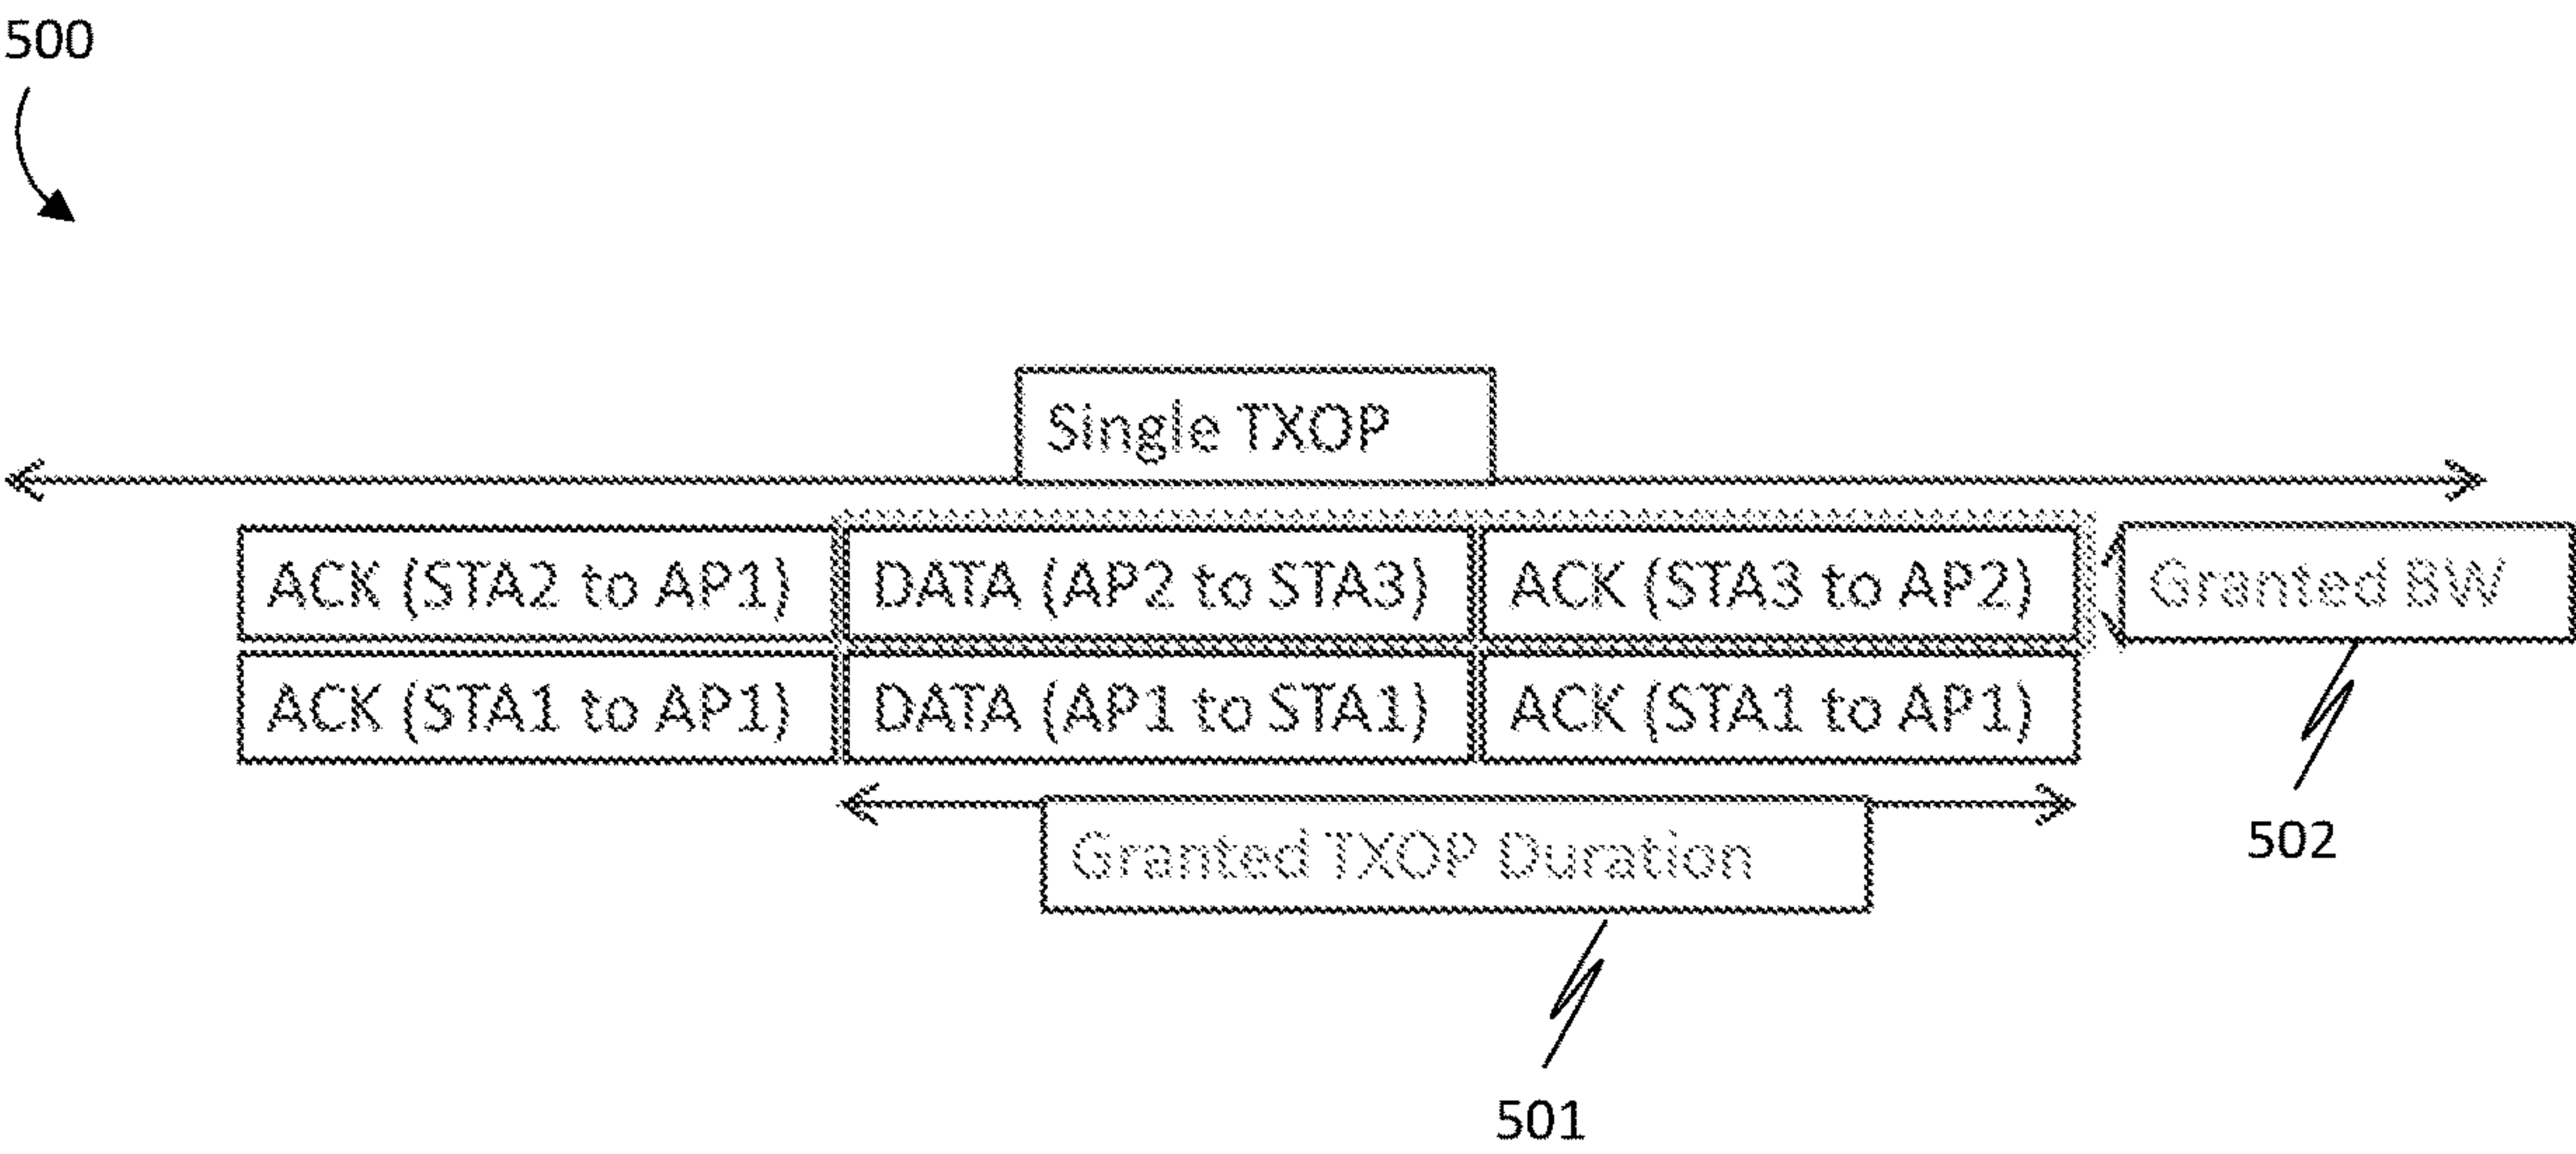 500
Single TXOP
ACK (STA2 to AP1) DATA (AP2 to STA3) ACK (STA3 to AP2) Granted BW
ACK (STA1 to AP1) DATA (AP1 to STA1) ACK (STA1 to AP1)
Granted TXOP Duration
502
501